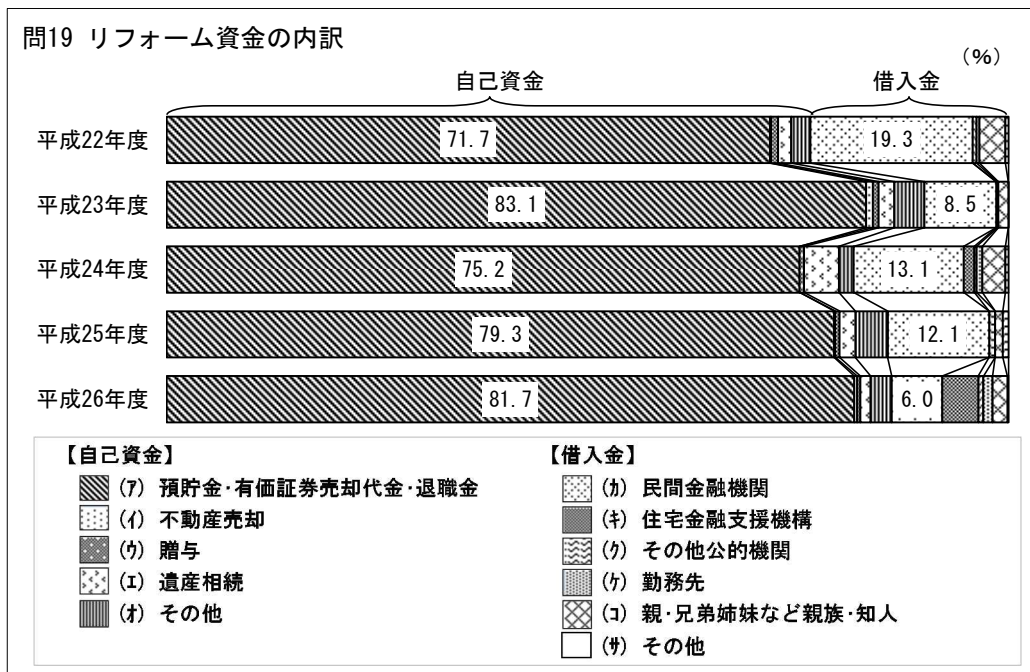 問19 リフォーム資金の内訳
(%)
自己資金 借入金
平成22年度 71.7 19.3
平成23年度 83.1 8.5
平成24年度 75.2 13.1
平成25年度 79.3 12.1
平成26年度 81.7 6.0
【自己資金】 【借入金】
(ｱ) 預貯金･有価証券売却代金･退職金 (ｶ) 民間金融機関
(ｲ) 不動産売却 (ｷ) 住宅金融支援機構
(ｳ) 贈与 (ｸ) その他公的機関
(ｴ) 遺産相続 (ｹ) 勤務先
(ｵ) その他 (ｺ) 親･兄弟姉妹など親族･知人
(ｻ) その他